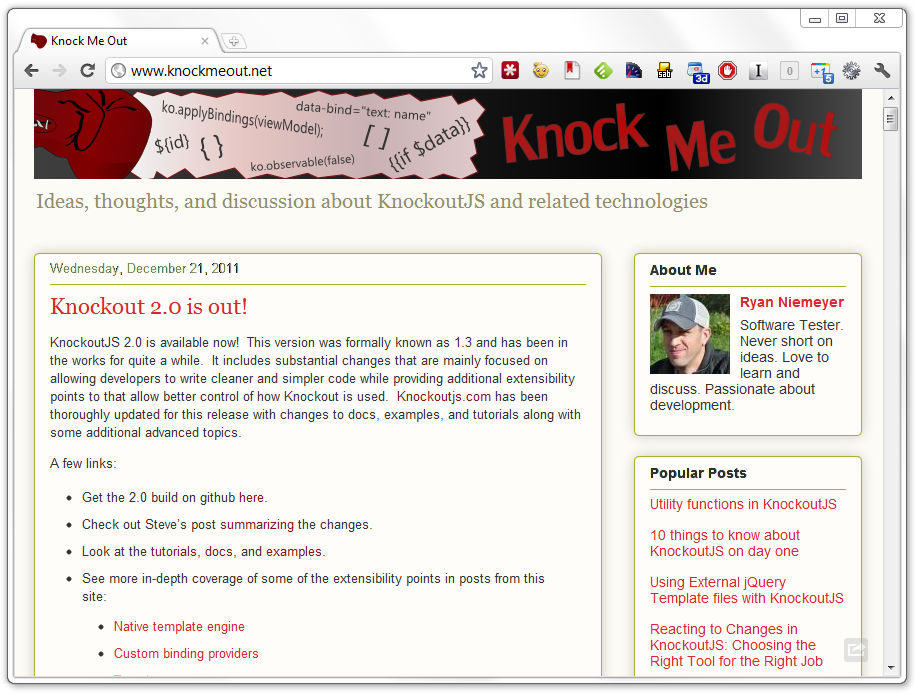 Knock Me Out
www.knockmeout.net
sab
3d
I
0
+1
5
ko.applyBindings(viewModel);
data-bind="text: name"
${id} { }
[ ]
{{if $data}}
ko.observable(false)
Knock Me Out
Ideas, thoughts, and discussion about KnockoutJS and related technologies
Wednesday, December 21, 2011
Knockout 2.0 is out!
KnockoutJS 2.0 is available now!  This version was formally known as 1.3 and has been in
the works for quite a while.  It includes substantial changes that are mainly focused on
allowing developers to write cleaner and simpler code while providing additional extensibility
points to that allow better control of how Knockout is used.  Knockoutjs.com has been
thoroughly updated for this release with changes to docs, examples, and tutorials along with
some additional advanced topics.
A few links:
Get the 2.0 build on github here.
Check out Steve's post summarizing the changes.
Look at the tutorials, docs, and examples.
See more in-depth coverage of some of the extensibility points in posts from this
site:
Native template engine
Custom binding providers
About Me
Ryan Niemeyer
Software Tester.
Never short on
ideas. Love to
learn and
discuss. Passionate about
development.
Popular Posts
Utility functions in KnockoutJS
10 things to know about
KnockoutJS on day one
Using External jQuery
Template files with KnockoutJS
Reacting to Changes in
KnockoutJS: Choosing the
Right Tool for the Right Job